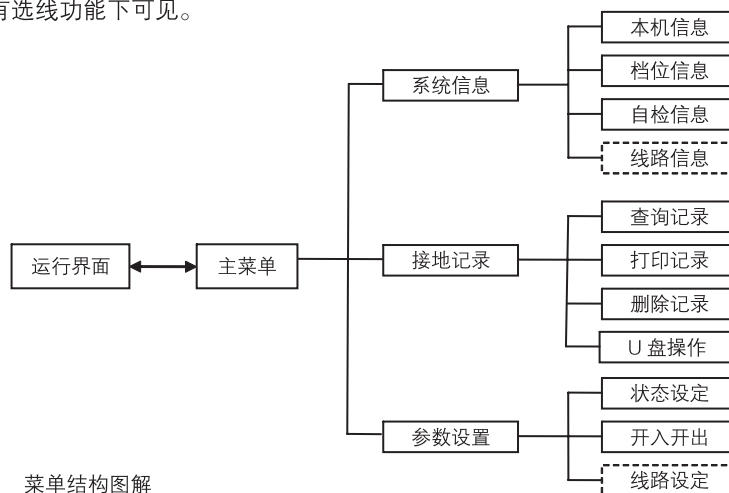 有选线功能下可见。
本机信息
系统信息
档位信息
自检信息
线路信息
查询记录
运行界面
主菜单
接地记录
打印记录
删除记录
U 盘操作
状态设定
参数设置
开入开出
线路设定
菜单结构图解